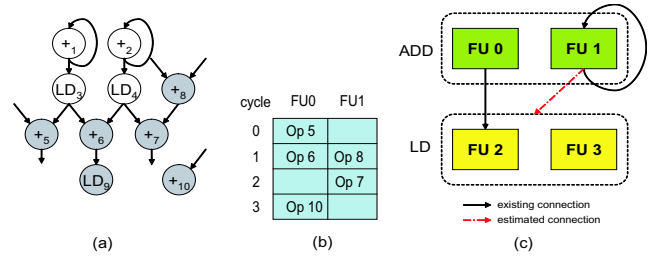 +1
+2
LD3
LD4
+8
+5
+6
+7
LD9
+10
(a)
cycle FU0 FU1
0 Op 5
1 Op 6 Op 8
2 Op 7
3 Op 10
(b)
ADD FU 0 FU 1
LD FU 2 FU 3
existing connection
estimated connection
(c)